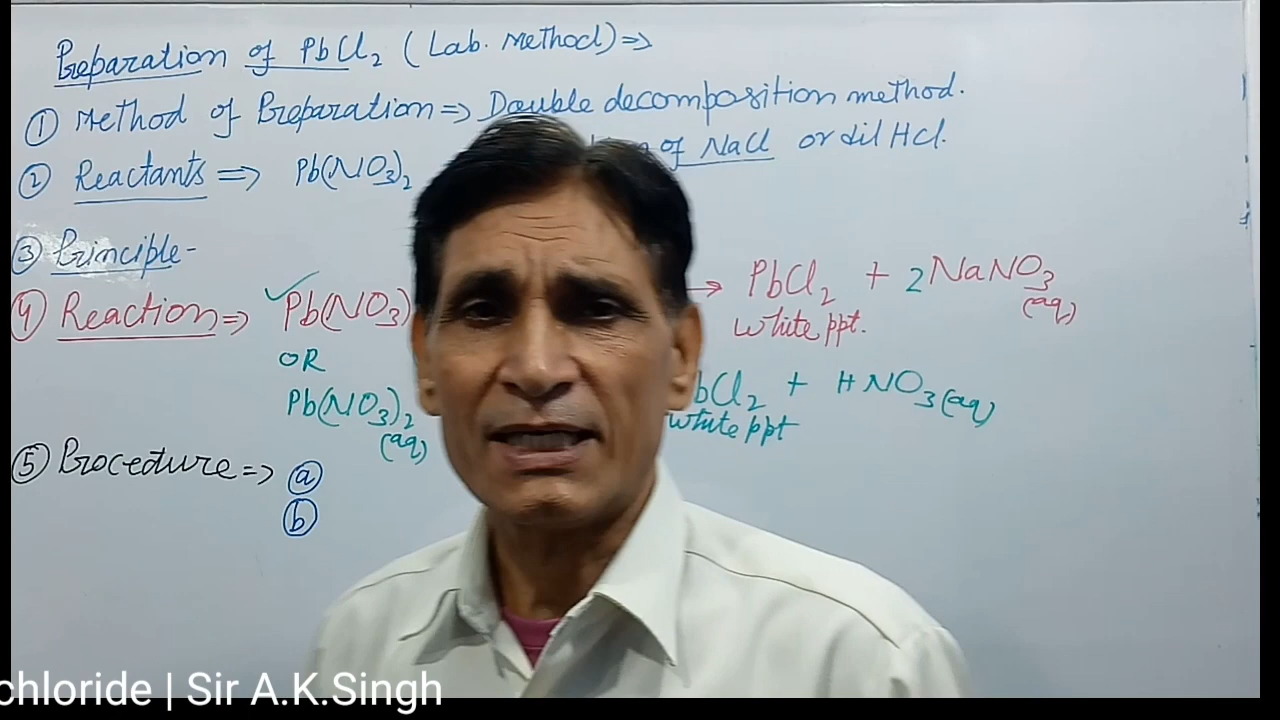 Preparation of PbCl₂ (Lab. Method) ⇒
① Method of Preparation ⇒ Double decomposition method.
② Reactants ⇒ Pb(NO₃)₂ of NaCl or dil HCl.
③ Principle -
④ Reaction ⇒ ✓Pb(NO₃) → PbCl₂ + 2NaNO₃
white ppt. (aq)
OR
Pb(NO₃)₂ bCl₂ + HNO₃(aq)
(aq) white ppt
⑤ Procedure ⇒ ⓐ
ⓑ
chloride | Sir A.K.Singh